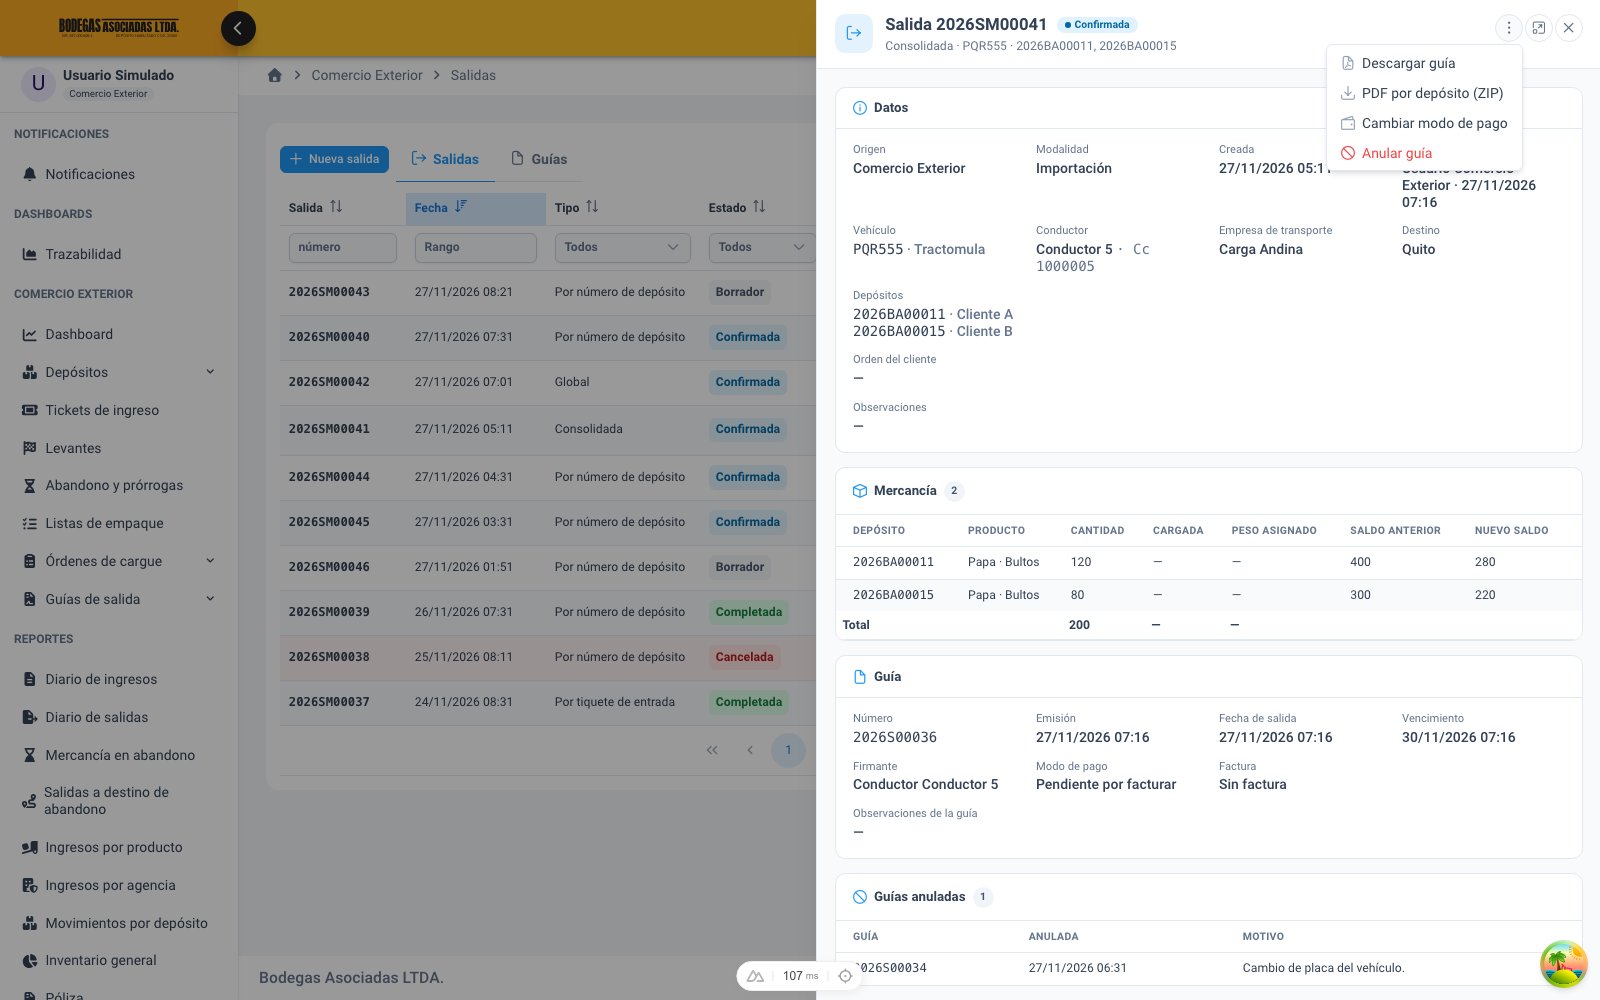 BODEGAS ASOCIADAS LTDA.
Usuario Simulado
U
Comercio Exterior
NOTIFICACIONES
Notificaciones
DASHBOARDS
Trazabilidad
COMERCIO EXTERIOR
Dashboard
Depósitos
Tickets de ingreso
Levantes
Abandono y prórrogas
Listas de empaque
Órdenes de cargue
Guías de salida
REPORTES
Diario de ingresos
Diario de salidas
Mercancía en abandono
Salidas a destino de
abandono
Ingresos por producto
Ingresos por agencia
Movimientos por depósito
Inventario general
Póliza
Comercio Exterior > Salidas
+ Nueva salida
Salidas
Guías
Salida Fecha Tipo Estado
número Rango Todos Todos
2026SM00043 27/11/2026 08:21 Por número de depósito Borrador
2026SM00040 27/11/2026 07:31 Por número de depósito Confirmada
2026SM00042 27/11/2026 07:01 Global Confirmada
2026SM00041 27/11/2026 05:11 Consolidada Confirmada
2026SM00044 27/11/2026 04:31 Por número de depósito Confirmada
2026SM00045 27/11/2026 03:31 Por número de depósito Confirmada
2026SM00046 27/11/2026 01:51 Por número de depósito Borrador
2026SM00039 26/11/2026 07:31 Por número de depósito Completada
2026SM00038 25/11/2026 08:11 Por número de depósito Cancelada
2026SM00037 24/11/2026 08:31 Por tiquete de entrada Completada
« ‹ 1
Bodegas Asociadas LTDA.
107 ms
Salida 2026SM00041 Confirmada
Consolidada · PQR555 · 2026BA00011, 2026BA00015
Descargar guía
PDF por depósito (ZIP)
Cambiar modo de pago
Anular guía
Datos
Origen Modalidad Creada
Comercio Exterior Importación 27/11/2026 05:11
Usuario Comercio
Exterior · 27/11/2026
07:16
Vehículo Conductor Empresa de transporte Destino
PQR555 · Tractomula Conductor 5 · Cc Carga Andina Quito
1000005
Depósitos
2026BA00011 · Cliente A
2026BA00015 · Cliente B
Orden del cliente
—
Observaciones
—
Mercancía 2
DEPÓSITO PRODUCTO CANTIDAD CARGADA PESO ASIGNADO SALDO ANTERIOR NUEVO SALDO
2026BA00011 Papa · Bultos 120 — — 400 280
2026BA00015 Papa · Bultos 80 — — 300 220
Total 200 — —
Guía
Número Emisión Fecha de salida Vencimiento
2026S00036 27/11/2026 07:16 27/11/2026 07:16 30/11/2026 07:16
Firmante Modo de pago Factura
Conductor Conductor 5 Pendiente por facturar Sin factura
Observaciones de la guía
—
Guías anuladas 1
GUÍA ANULADA MOTIVO
2026S00034 27/11/2026 06:31 Cambio de placa del vehículo.